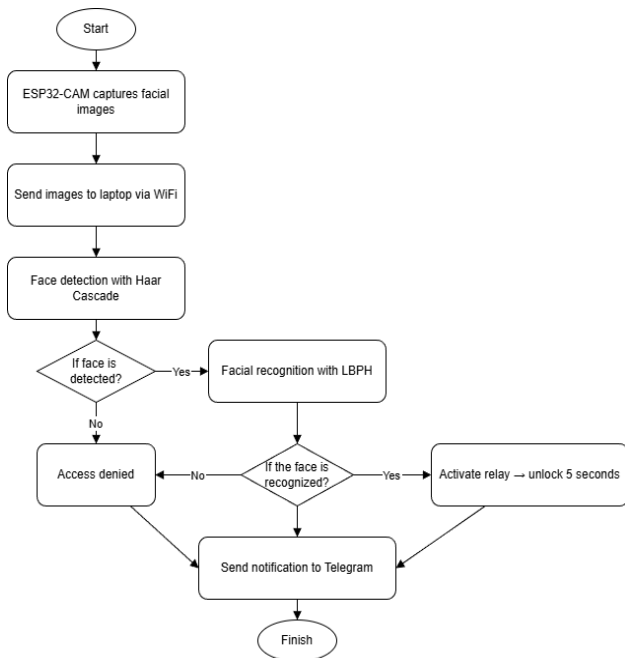 Start
ESP32-CAM captures facial
images
Send images to laptop via WiFi
Face detection with Haar
Cascade
If face is
detected?
Yes
Facial recognition with LBPH
No
Access denied
No
If the face is
recognized?
Yes
Activate relay → unlock 5 seconds
Send notification to Telegram
Finish